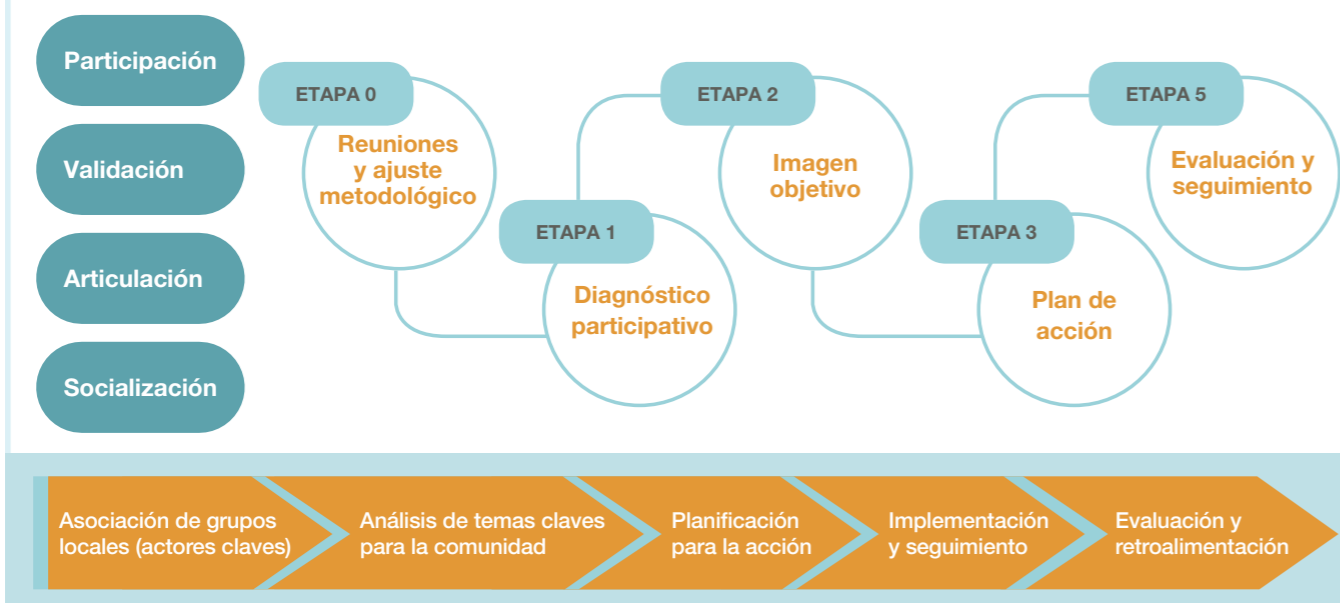 Participación
Validación
Articulación
Socialización
ETAPA 0
Reuniones
y ajuste
metodológico
ETAPA 1
Diagnóstico
participativo
ETAPA 2
Imagen
objetivo
ETAPA 3
Plan de
acción
ETAPA 5
Evaluación y
seguimiento
Asociación de grupos
locales (actores claves)
Análisis de temas claves
para la comunidad
Planificación
para la acción
Implementación
y seguimiento
Evaluación y
retroalimentación